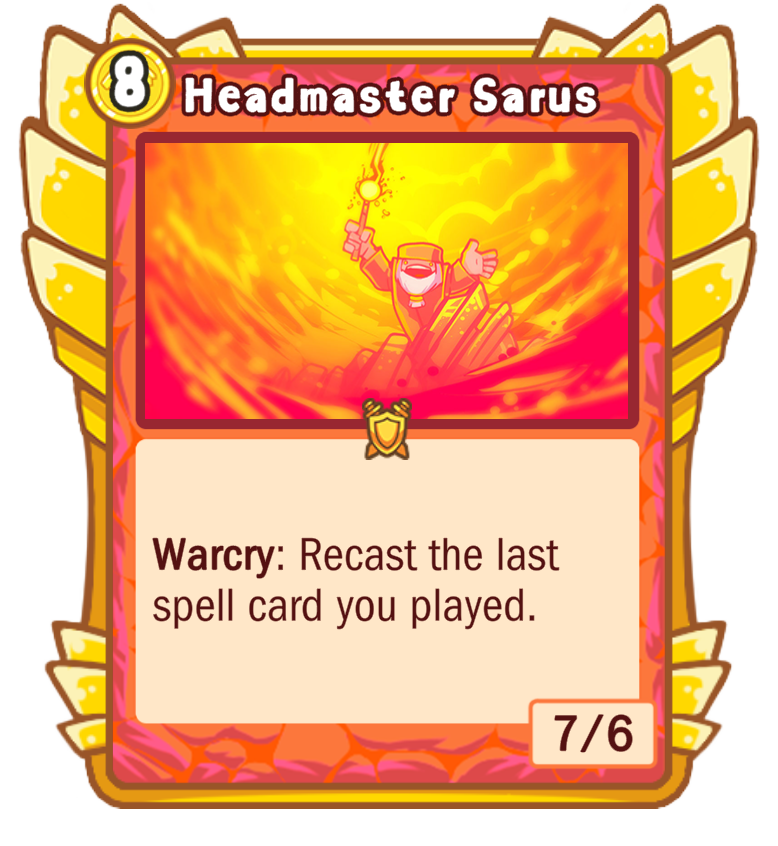 8
Headmaster Sarus
Warcry: Recast the last
spell card you played.
7/6